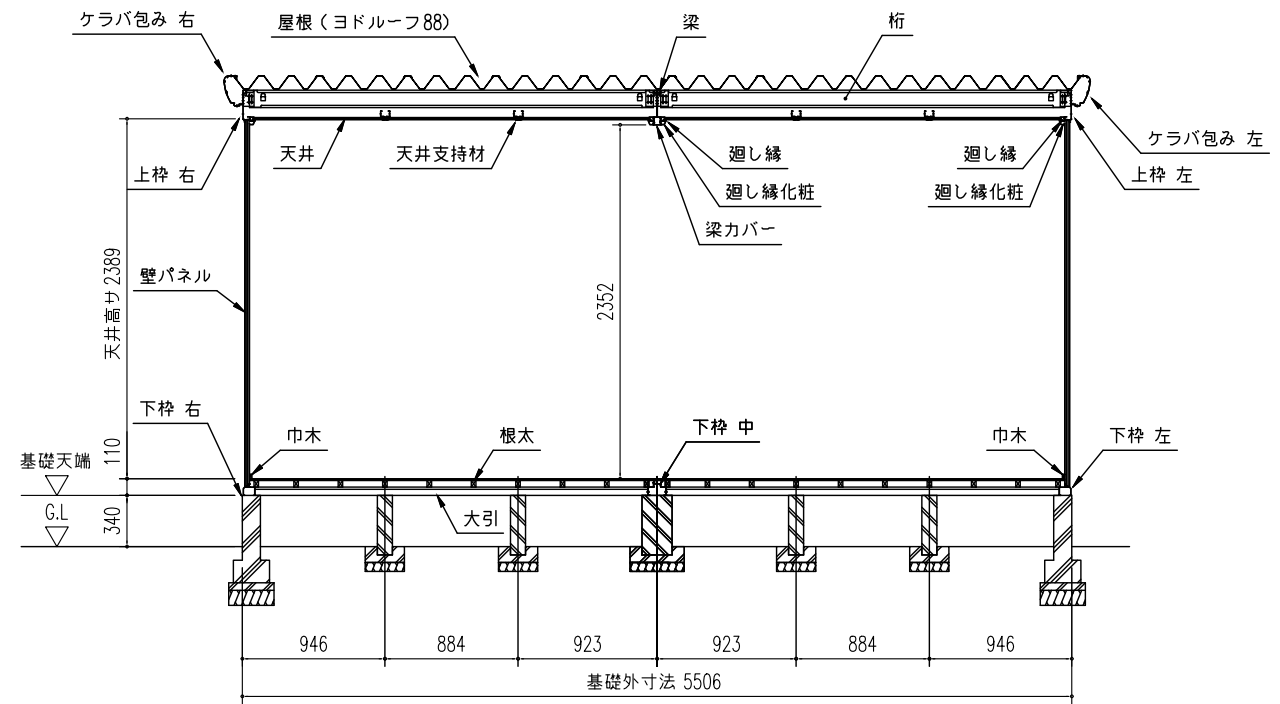 ケラバ包み 右
屋根（ヨドルーフ88）
梁
桁
天井
天井支持材
廻し縁
廻し縁
ケラバ包み 左
上枠 右
廻し縁化粧
廻し縁化粧
上枠 左
梁カバー
天井高サ2389
壁パネル
2352
下枠 右
巾木
根太
下枠 中
巾木
下枠 左
110
基礎天端
G.L
340
大引
946
884
923
923
884
946
基礎外寸法 5506